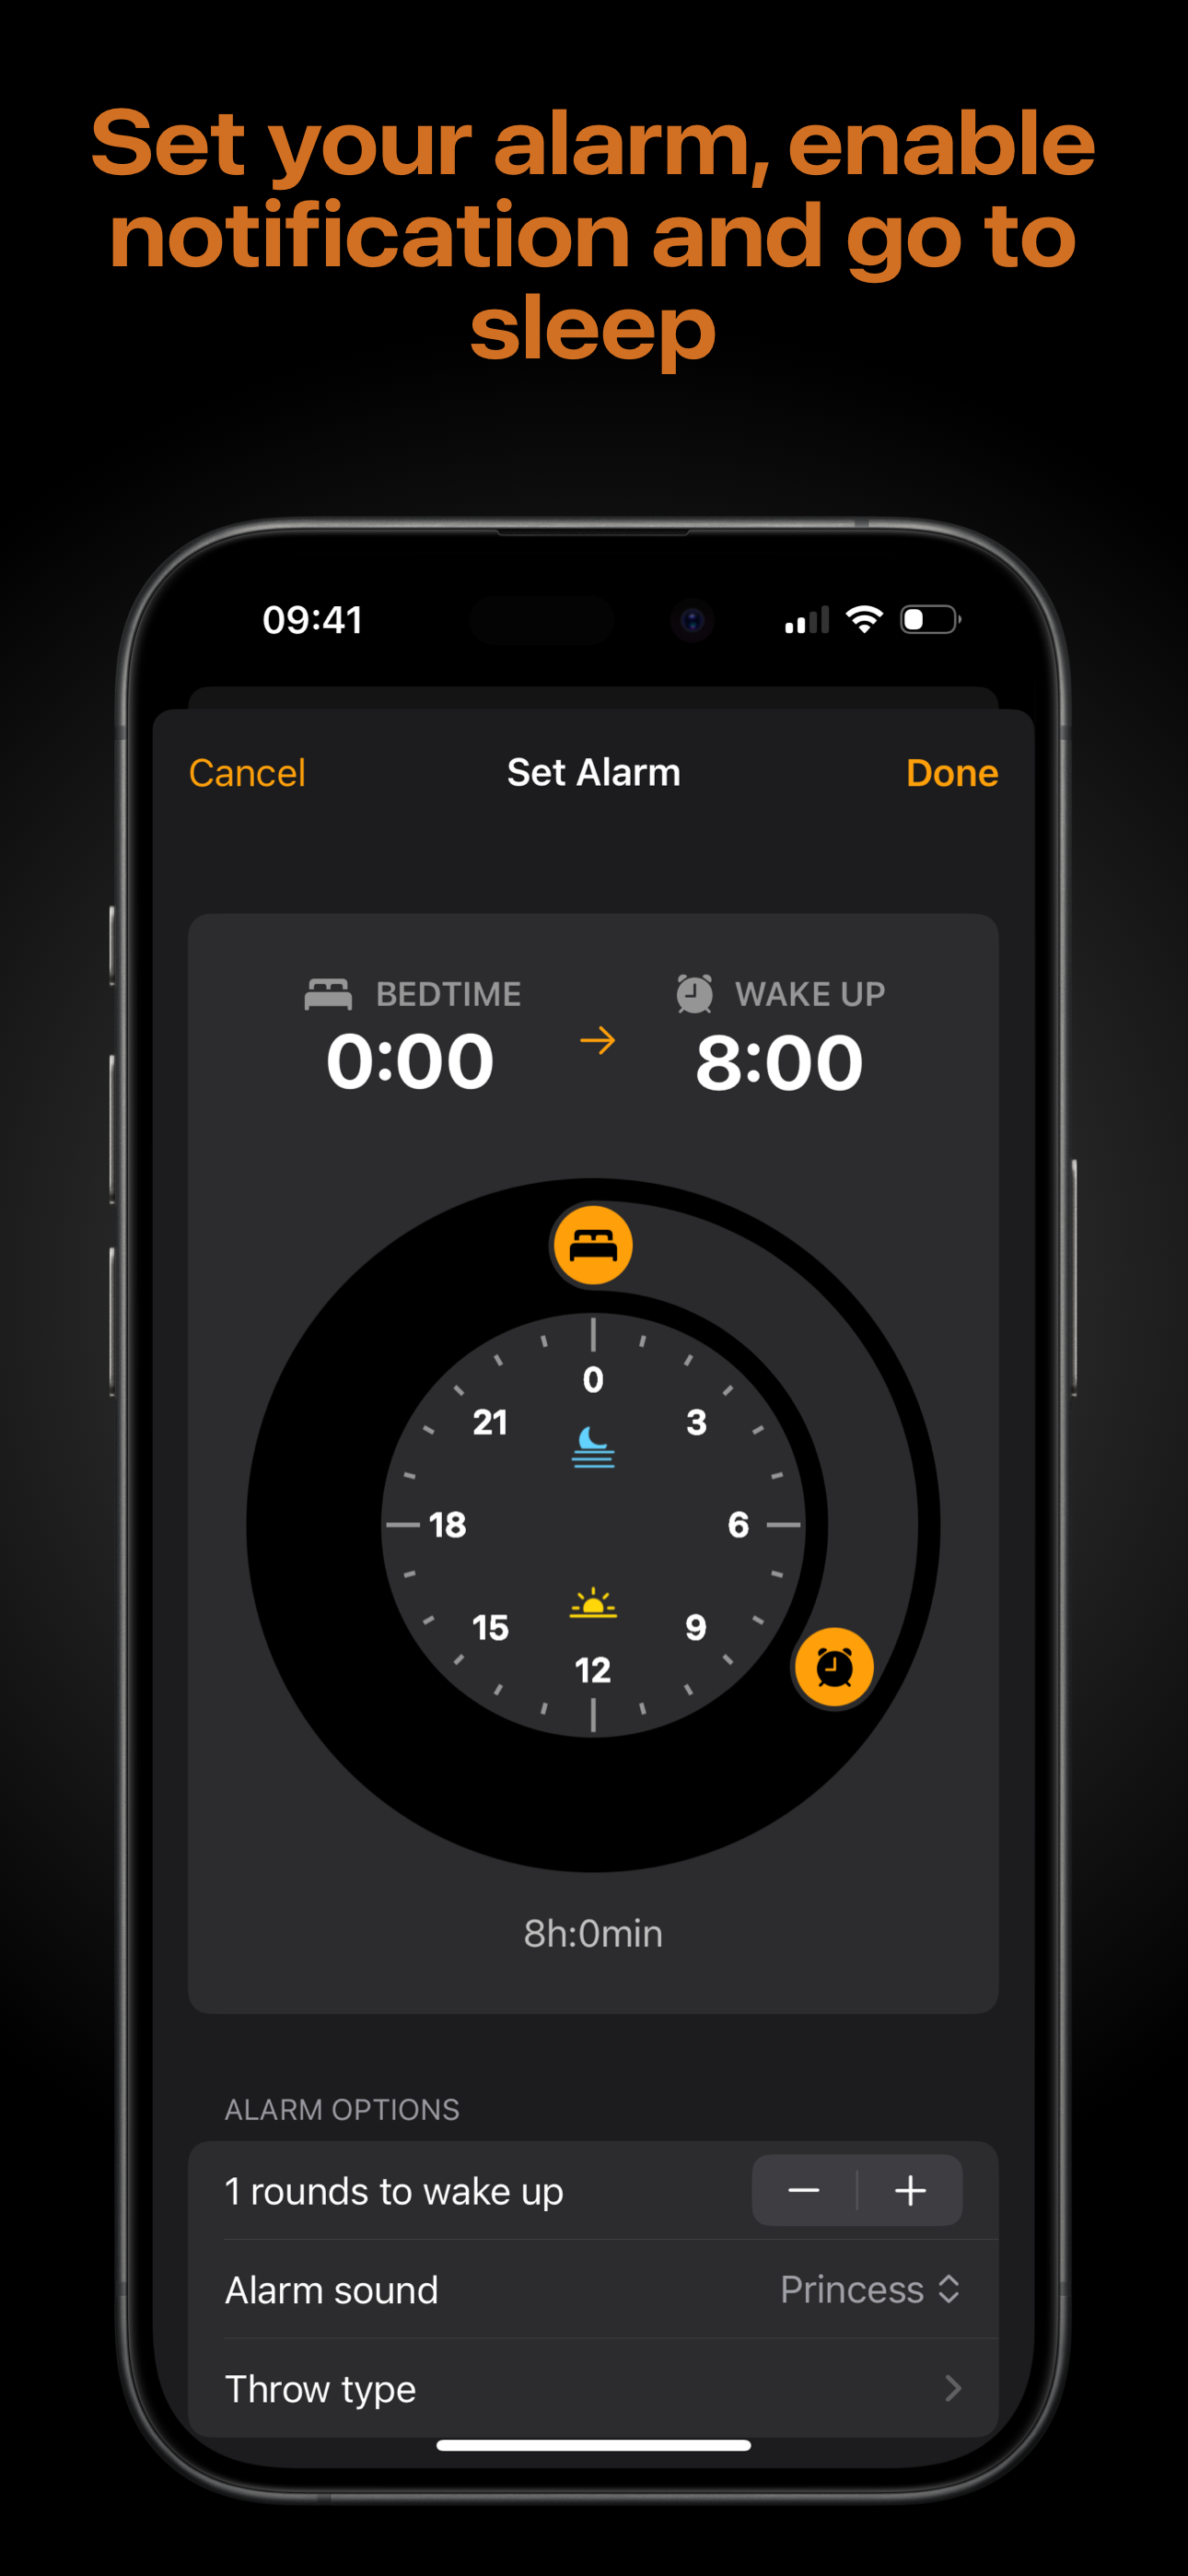 Set your alarm, enable
notification and go to
sleep
09:41
Cancel Set Alarm Done
BEDTIME WAKE UP
0:00 8:00
0
21 3
18 6
15 9
12
8h:0min
ALARM OPTIONS
1 rounds to wake up
Alarm sound Princess
Throw type